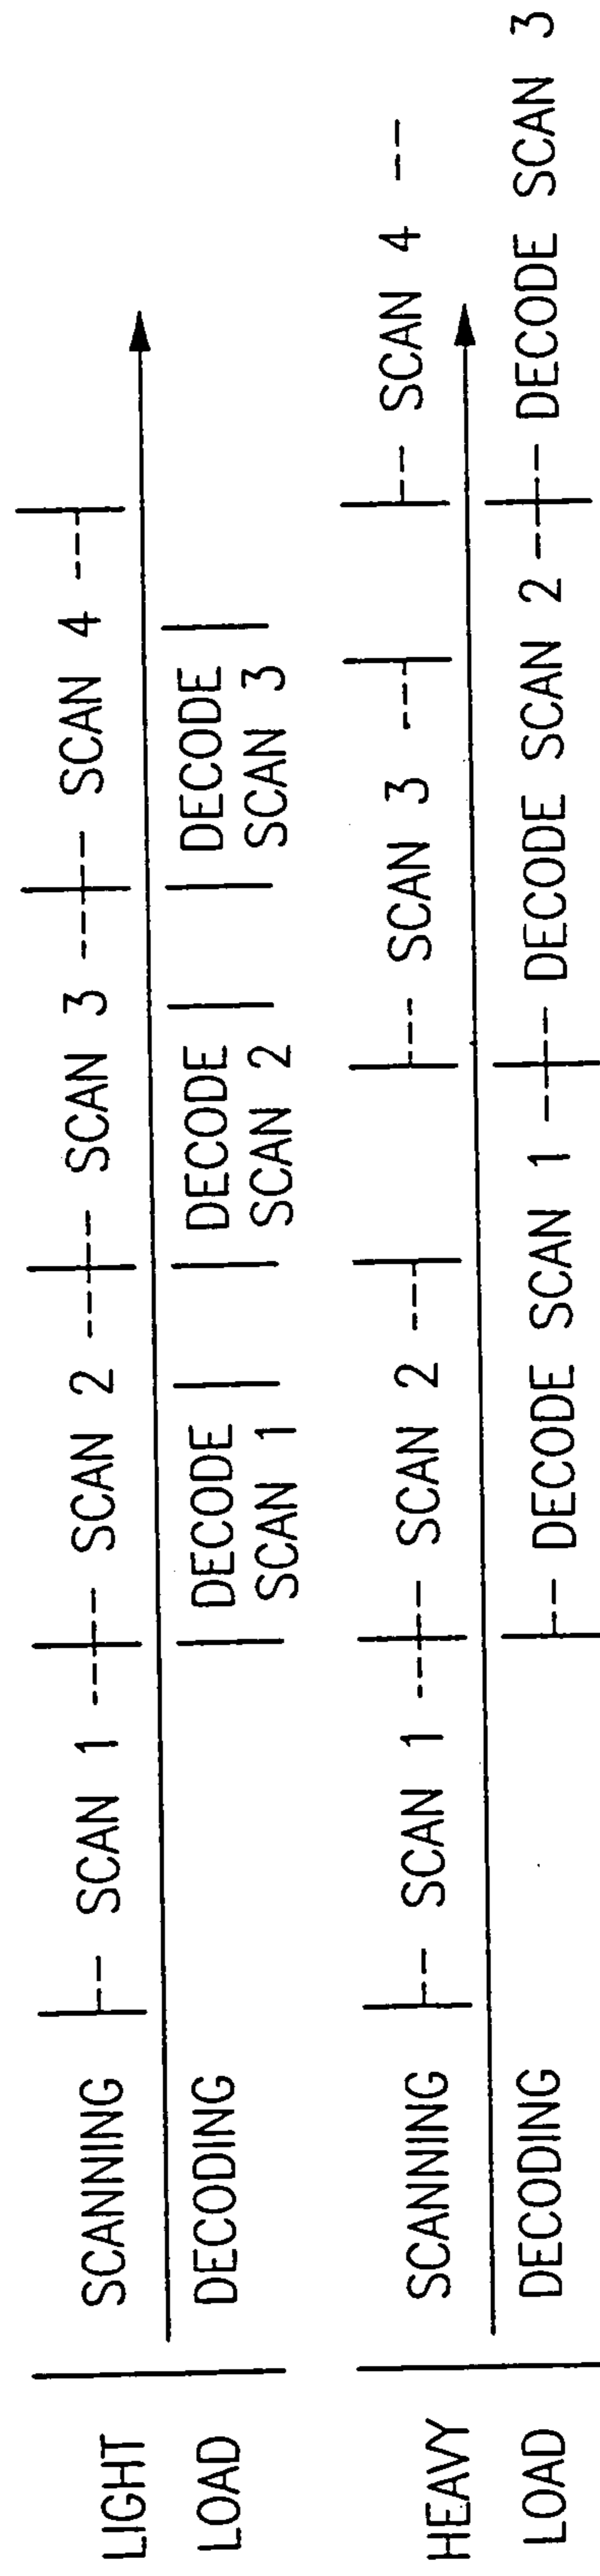 LIGHT
LOAD
SCANNING
SCAN 1
SCAN 2
SCAN 3
SCAN 4
DECODING
DECODE
SCAN 1
DECODE
SCAN 2
DECODE
SCAN 3
HEAVY
LOAD
SCANNING
SCAN 1
SCAN 2
SCAN 3
SCAN 4
DECODING
DECODE SCAN 1
DECODE SCAN 2
DECODE SCAN 3